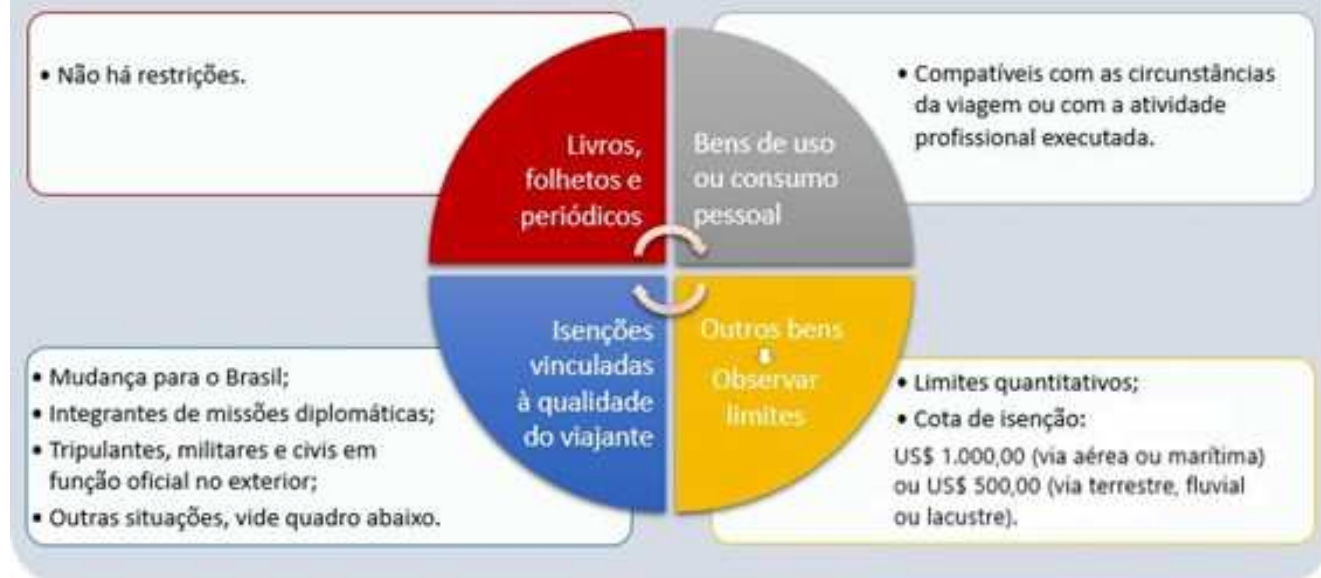 • Não há restrições.
Livros,
folhetos e
periódicos
Bens de uso
ou consumo
pessoal
• Compatíveis com as circunstâncias
da viagem ou com a atividade
profissional executada.
• Mudança para o Brasil;
• Integrantes de missões diplomáticas;
• Tripulantes, militares e civis em
função oficial no exterior;
• Outras situações, vide quadro abaixo.
Isenções
vinculadas
à qualidade
do viajante
Outros bens
Observar
limites
• Limites quantitativos;
• Cota de isenção:
US$ 1.000,00 (via aérea ou marítima)
ou US$ 500,00 (via terrestre, fluvial
ou lacustre).